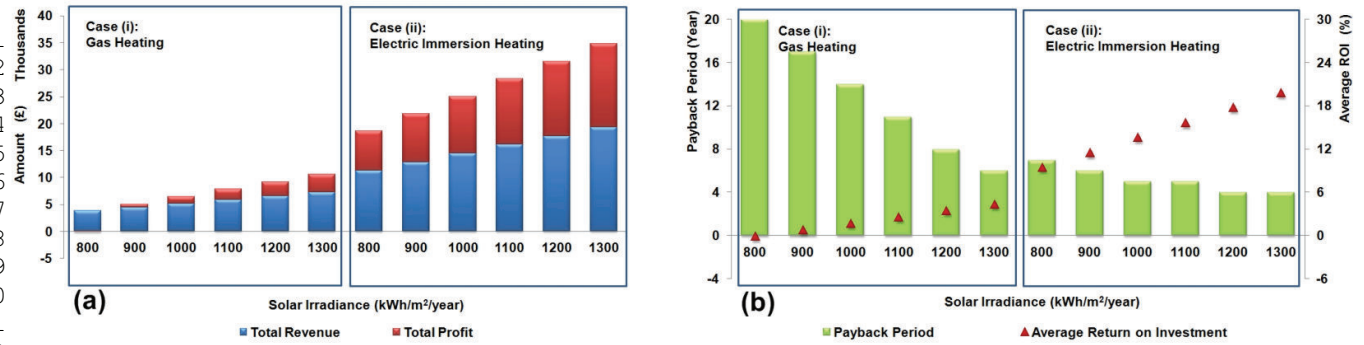 Amount (£) Thousands
40
35
30
25
20
15
10
5
0
-5
Case (i):
Gas Heating
Case (ii):
Electric Immersion Heating
800 900 1000 1100 1200 1300 800 900 1000 1100 1200 1300
(a)
Solar Irradiance (kWh/m²/year)
Total Revenue Total Profit
Payback Period (Year)
20
16
12
8
4
0
-4
Case (i):
Gas Heating
Case (ii):
Electric Immersion Heating
800 900 1000 1100 1200 1300 800 900 1000 1100 1200 1300
30
24
18
12
6
0
-6
Average ROI (%)
(b)
Solar Irradiance (kWh/m²/year)
Payback Period Average Return on Investment